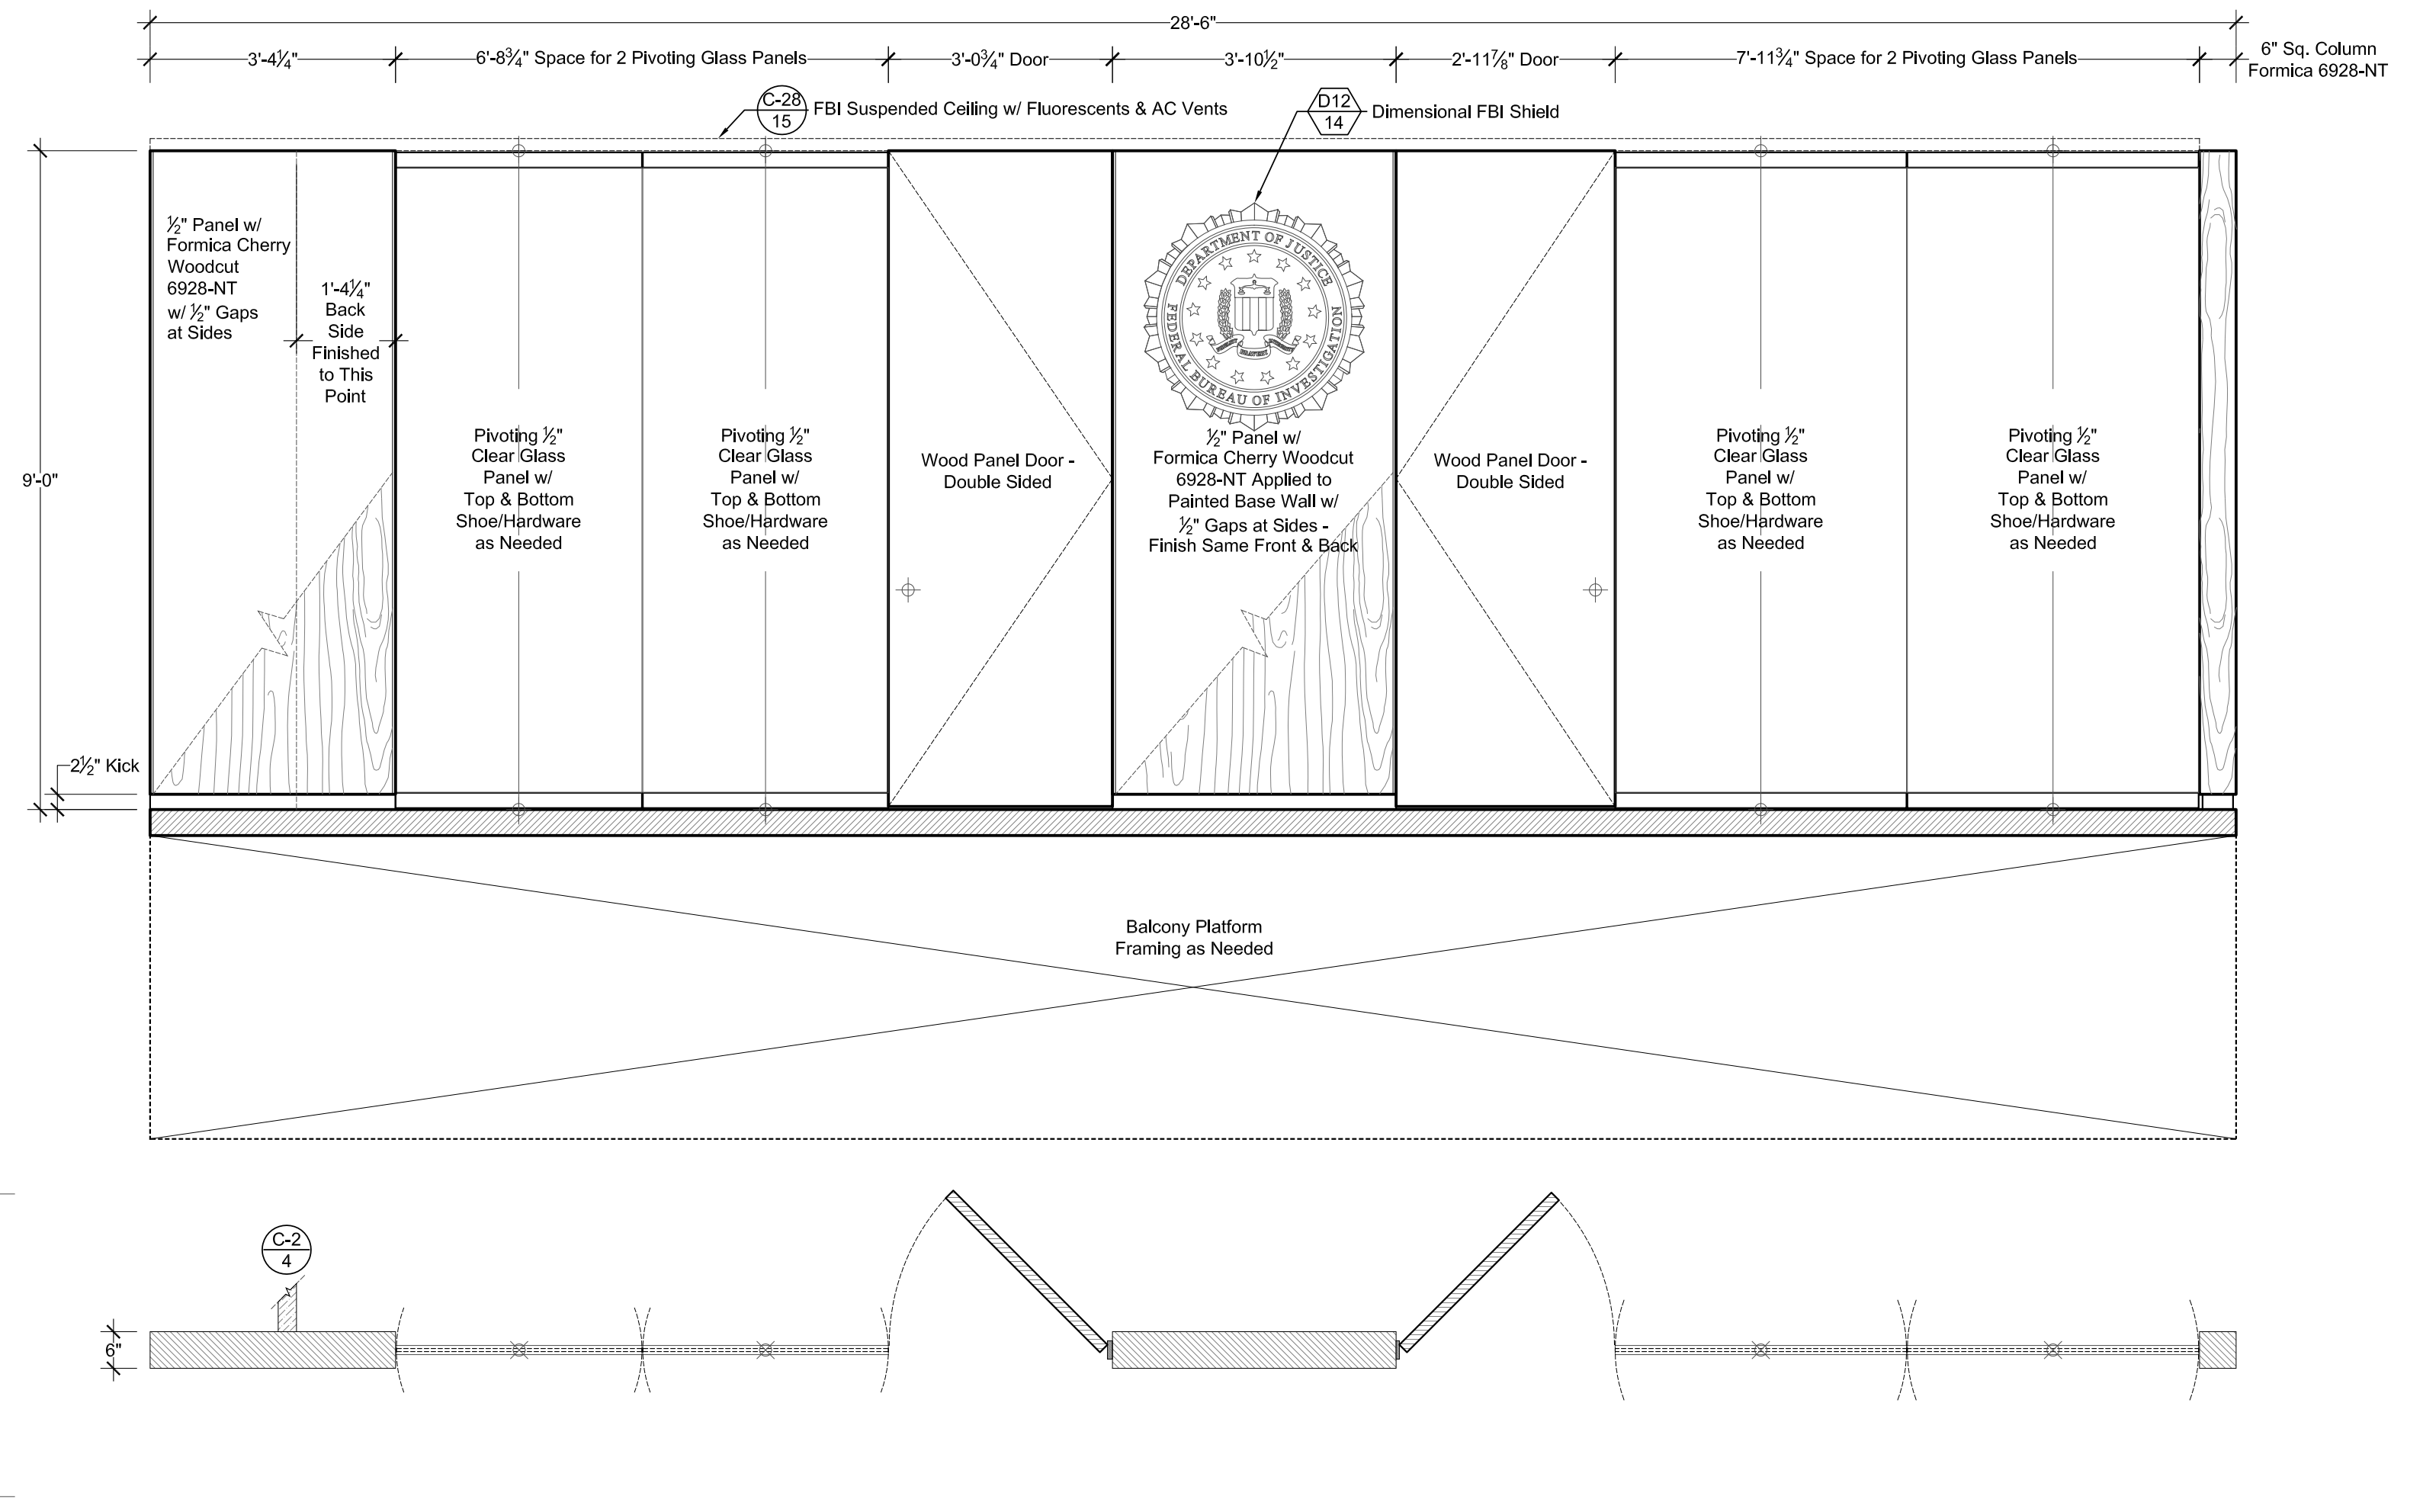 28'-6"
3'-4¼"
6'-8¾" Space for 2 Pivoting Glass Panels
3'-0¾" Door
3'-10½"
2'-11⅞" Door
7'-11¾" Space for 2 Pivoting Glass Panels
6" Sq. Column
Formica 6928-NT
C-28
15
FBI Suspended Ceiling w/ Fluorescents & AC Vents
D12
14
Dimensional FBI Shield
½" Panel w/
Formica Cherry
Woodcut
6928-NT
w/ ½" Gaps
at Sides
1'-4¼"
Back
Side
Finished
to This
Point
DEPARTMENT OF JUSTICE
FEDERAL BUREAU OF INVESTIGATION
BRAVERY
9'-0"
Pivoting ½"
Clear Glass
Panel w/
Top & Bottom
Shoe/Hardware
as Needed
Pivoting ½"
Clear Glass
Panel w/
Top & Bottom
Shoe/Hardware
as Needed
Wood Panel Door -
Double Sided
½" Panel w/
Formica Cherry Woodcut
6928-NT Applied to
Painted Base Wall w/
½" Gaps at Sides -
Finish Same Front & Back
Wood Panel Door -
Double Sided
Pivoting ½"
Clear Glass
Panel w/
Top & Bottom
Shoe/Hardware
as Needed
Pivoting ½"
Clear Glass
Panel w/
Top & Bottom
Shoe/Hardware
as Needed
2½" Kick
Balcony Platform
Framing as Needed
C-2
4
6"